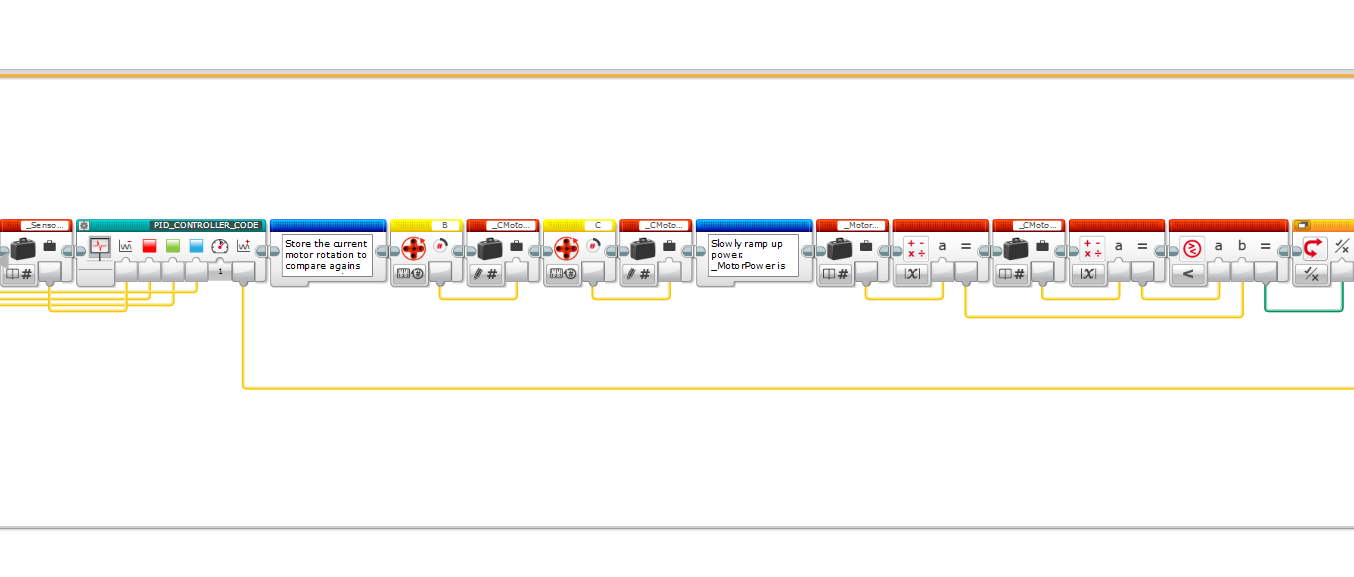 _Senso...
PID_CONTROLLER_CODE
B
_CMoto...
C
_CMoto...
_Motor...
_CMoto...
Store the current
motor rotation to
compare agains
Slowly ramp up
power.
_MotorPower is
a =
a =
a b =
1
#
#
#
#
|x|
#
|x|
<